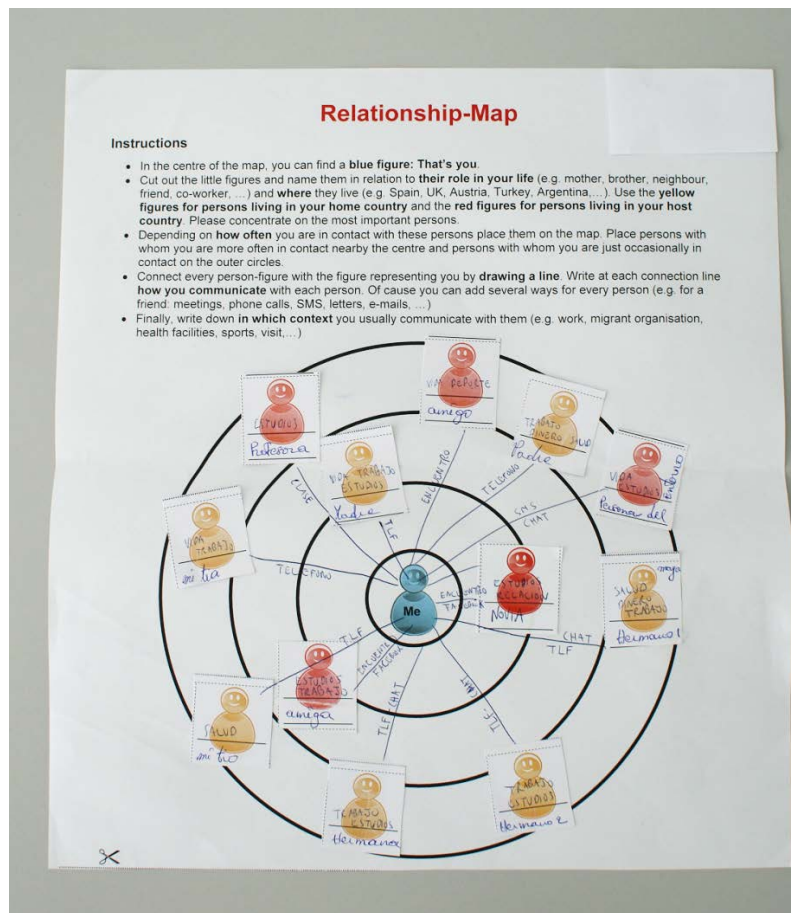 Relationship-Map
Instructions
• In the centre of the map, you can find a blue figure: That's you.
• Cut out the little figures and name them in relation to their role in your life (e.g. mother, brother, neighbour,
friend, co-worker, ...) and where they live (e.g. Spain, UK, Austria, Turkey, Argentina,...). Use the yellow
figures for persons living in your home country and the red figures for persons living in your host
country. Please concentrate on the most important persons.
• Depending on how often you are in contact with these persons place them on the map. Place persons with
whom you are more often in contact nearby the centre and persons with whom you are just occasionally in
contact on the outer circles.
• Connect every person-figure with the figure representing you by drawing a line. Write at each connection line
how you communicate with each person. Of cause you can add several ways for every person (e.g. for a
friend: meetings, phone calls, SMS, letters, e-mails, ...)
• Finally, write down in which context you usually communicate with them (e.g. work, migrant organisation,
health facilities, sports, visit,...)
VIDA DEPORTE
amigo
ESTUDIOS
Profesora
TRABAJO
DINERO SALUD
Padre
VIDA TRABAJO
ESTUDIOS
VIDA
ESTUDIOS
Persona del
CLASE
TLF
ENCUENTRO
TELEFONO
SMS
CHAT
VIDA
TRABAJO
mi tia
TELEFONO
Me
ENCUENTRO
ESTUDIOS
RELACION
NOVIA
SALUD
DINERO
TRABAJO
Hermano 1
CHAT
TLF
TLF
ESTUDIOS
TRABAJO
amiga
TLF-CHAT
TLF-CHAT
SALUD
mi tio
TRABAJO
ESTUDIOS
Hermana
TRABAJO
ESTUDIOS
Hermano 2